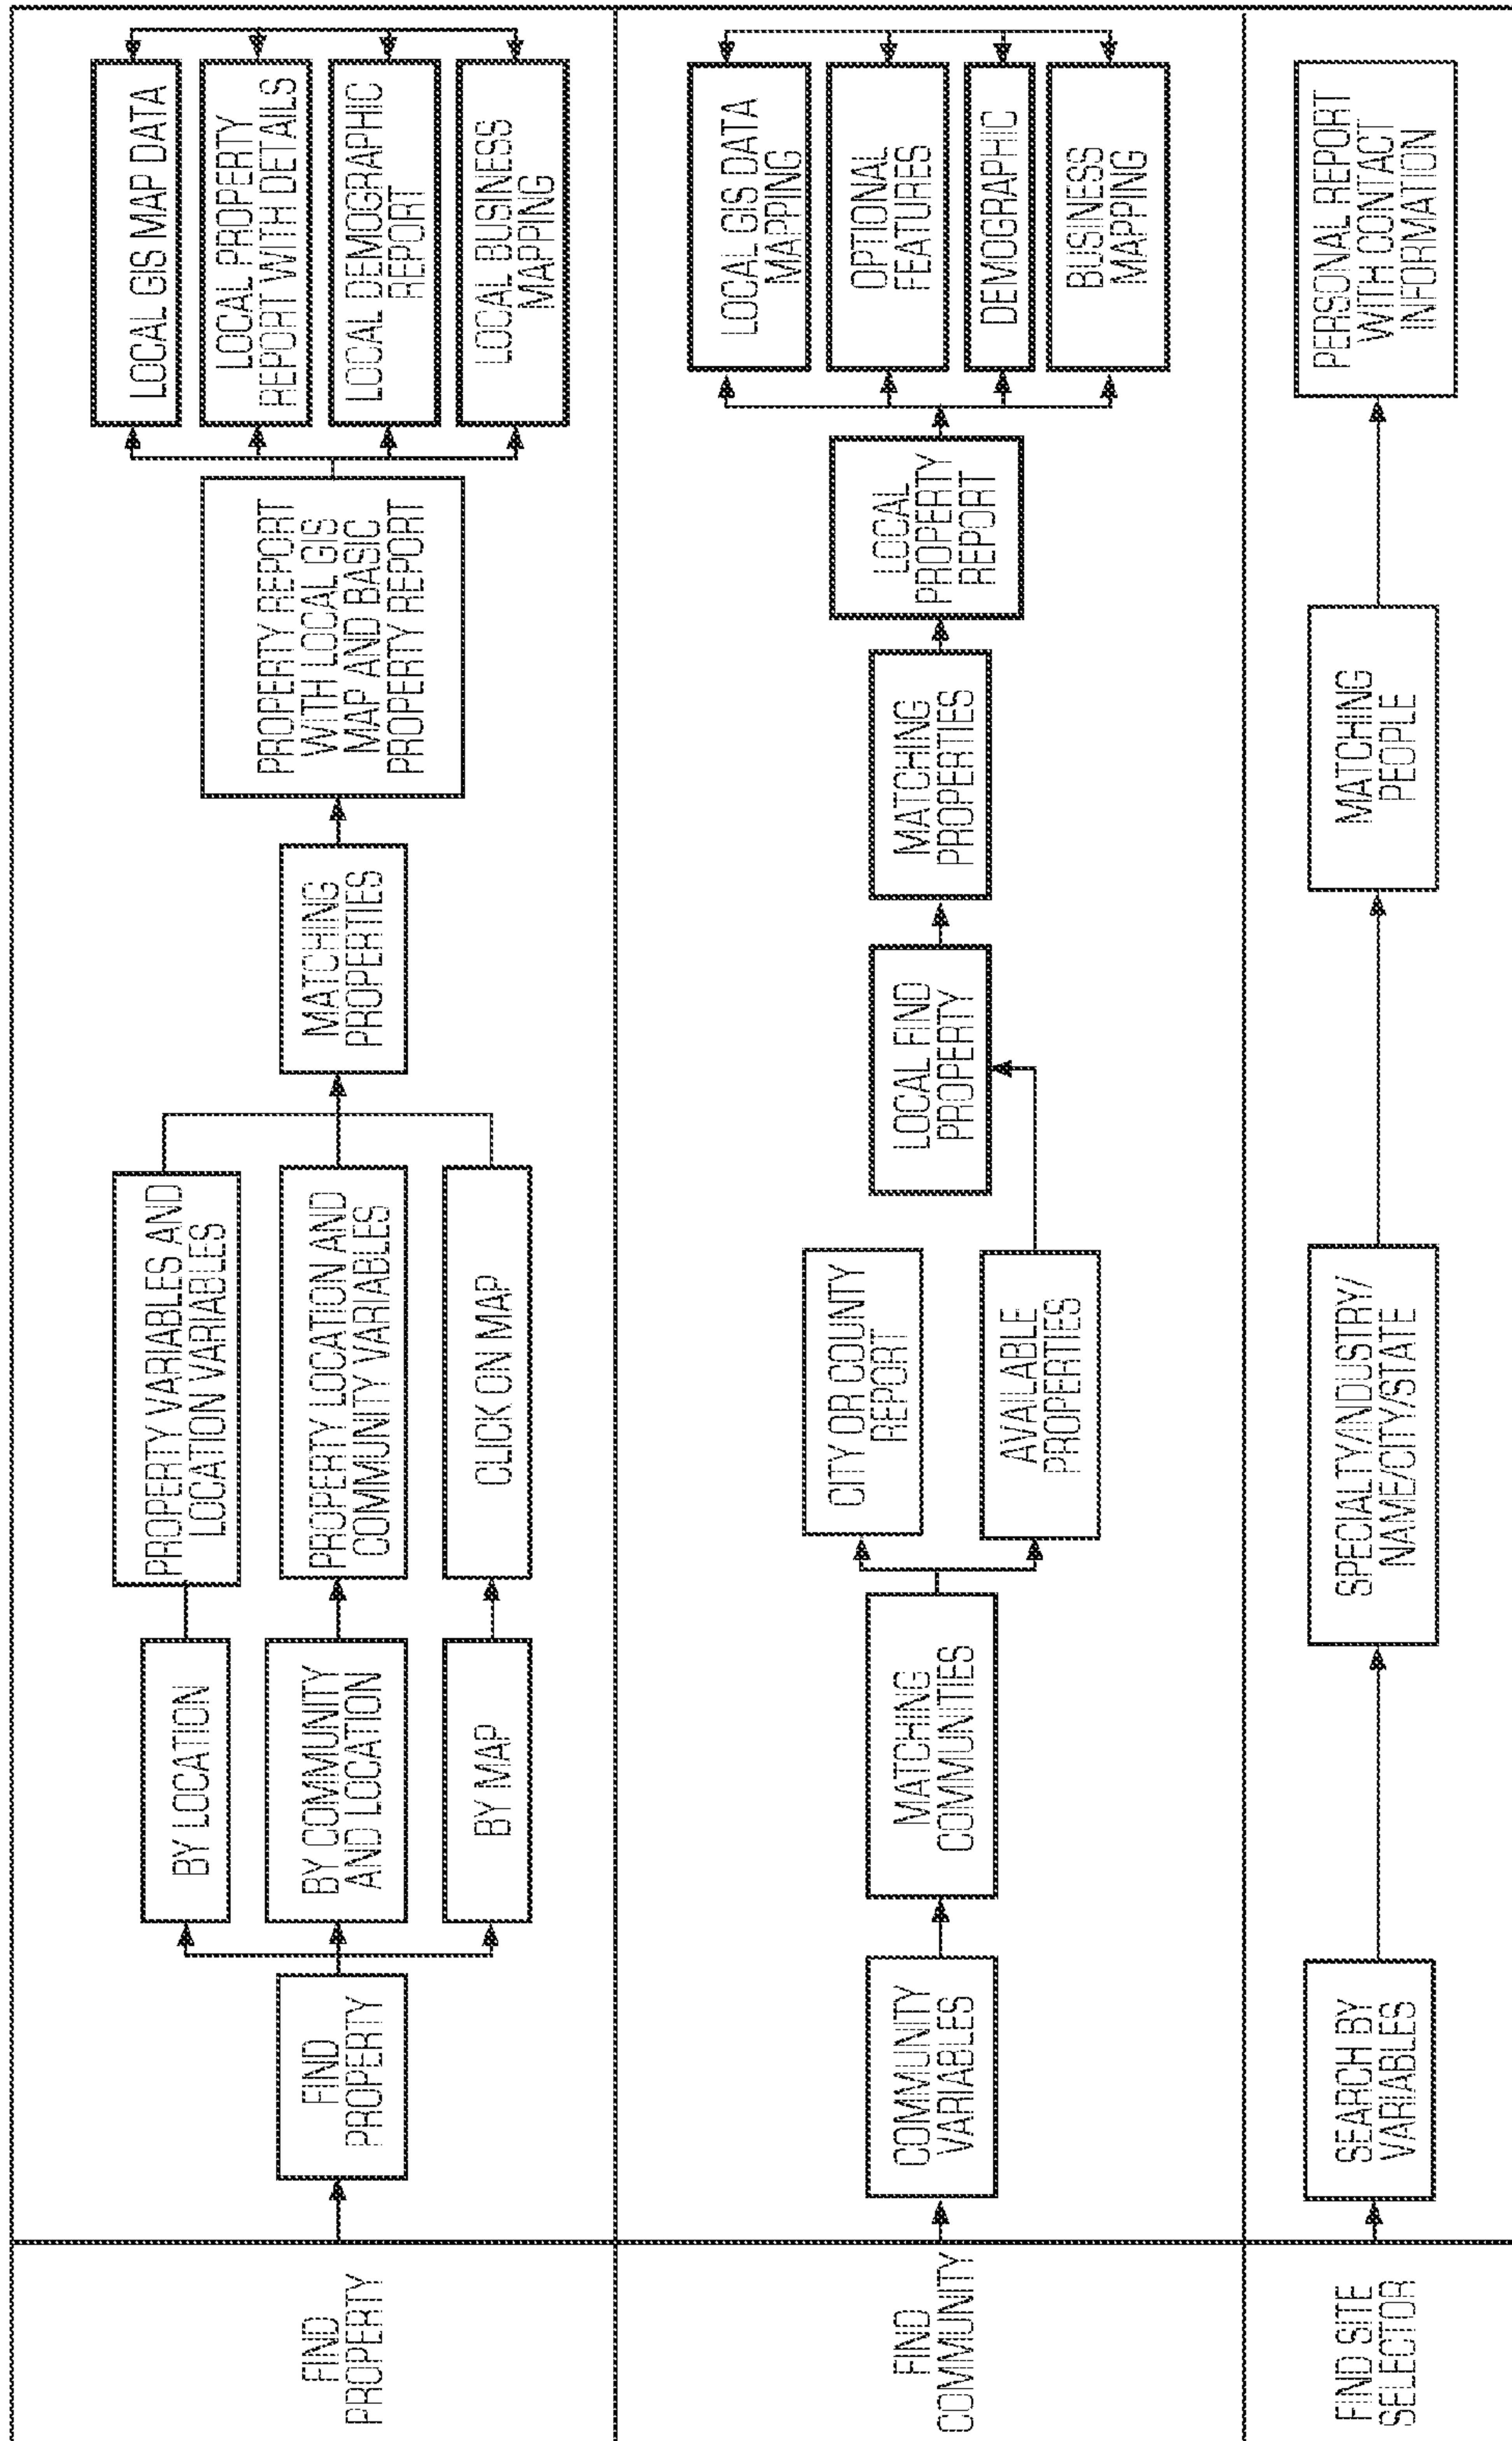 FIND
PROPERTY
FIND
PROPERTY
BY LOCATION
BY COMMUNITY
AND LOCATION
BY MAP
PROPERTY VARIABLES AND
LOCATION VARIABLES
PROPERTY LOCATION AND
COMMUNITY VARIABLES
CLICK ON MAP
MATCHING
PROPERTIES
PROPERTY REPORT
WITH LOCAL GIS
MAP AND BASIC
PROPERTY REPORT
LOCAL GIS MAP DATA
LOCAL PROPERTY
REPORT WITH DETAILS
LOCAL DEMOGRAPHIC
REPORT
LOCAL BUSINESS
MAPPING
FIND
COMMUNITY
COMMUNITY
VARIABLES
MATCHING
COMMUNITIES
CITY OR COUNTY
REPORT
AVAILABLE
PROPERTIES
LOCAL FIND
PROPERTY
MATCHING
PROPERTIES
LOCAL
PROPERTY
REPORT
LOCAL GIS DATA
MAPPING
OPTIONAL
FEATURES
DEMOGRAPHIC
BUSINESS
MAPPING
FIND SITE
SELECTOR
SEARCH BY
VARIABLES
SPECIALTY/INDUSTRY/
NAME/CITY/STATE
MATCHING
PEOPLE
PERSONAL REPORT
WITH CONTACT
INFORMATION